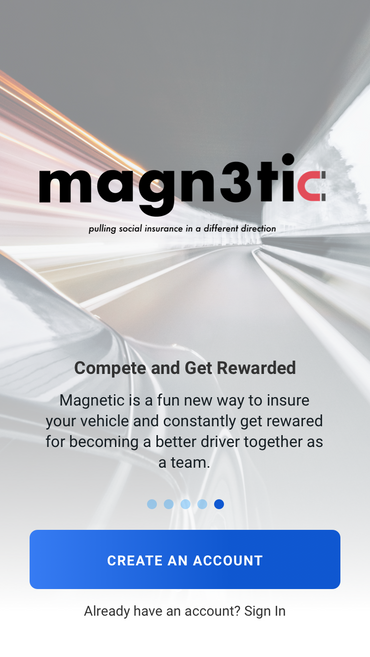 magn3tic
pulling social insurance in a different direction
Compete and Get Rewarded
Magnetic is a fun new way to insure
your vehicle and constantly get rewared
for becoming a better driver together as
a team.
CREATE AN ACCOUNT
Already have an account? Sign In